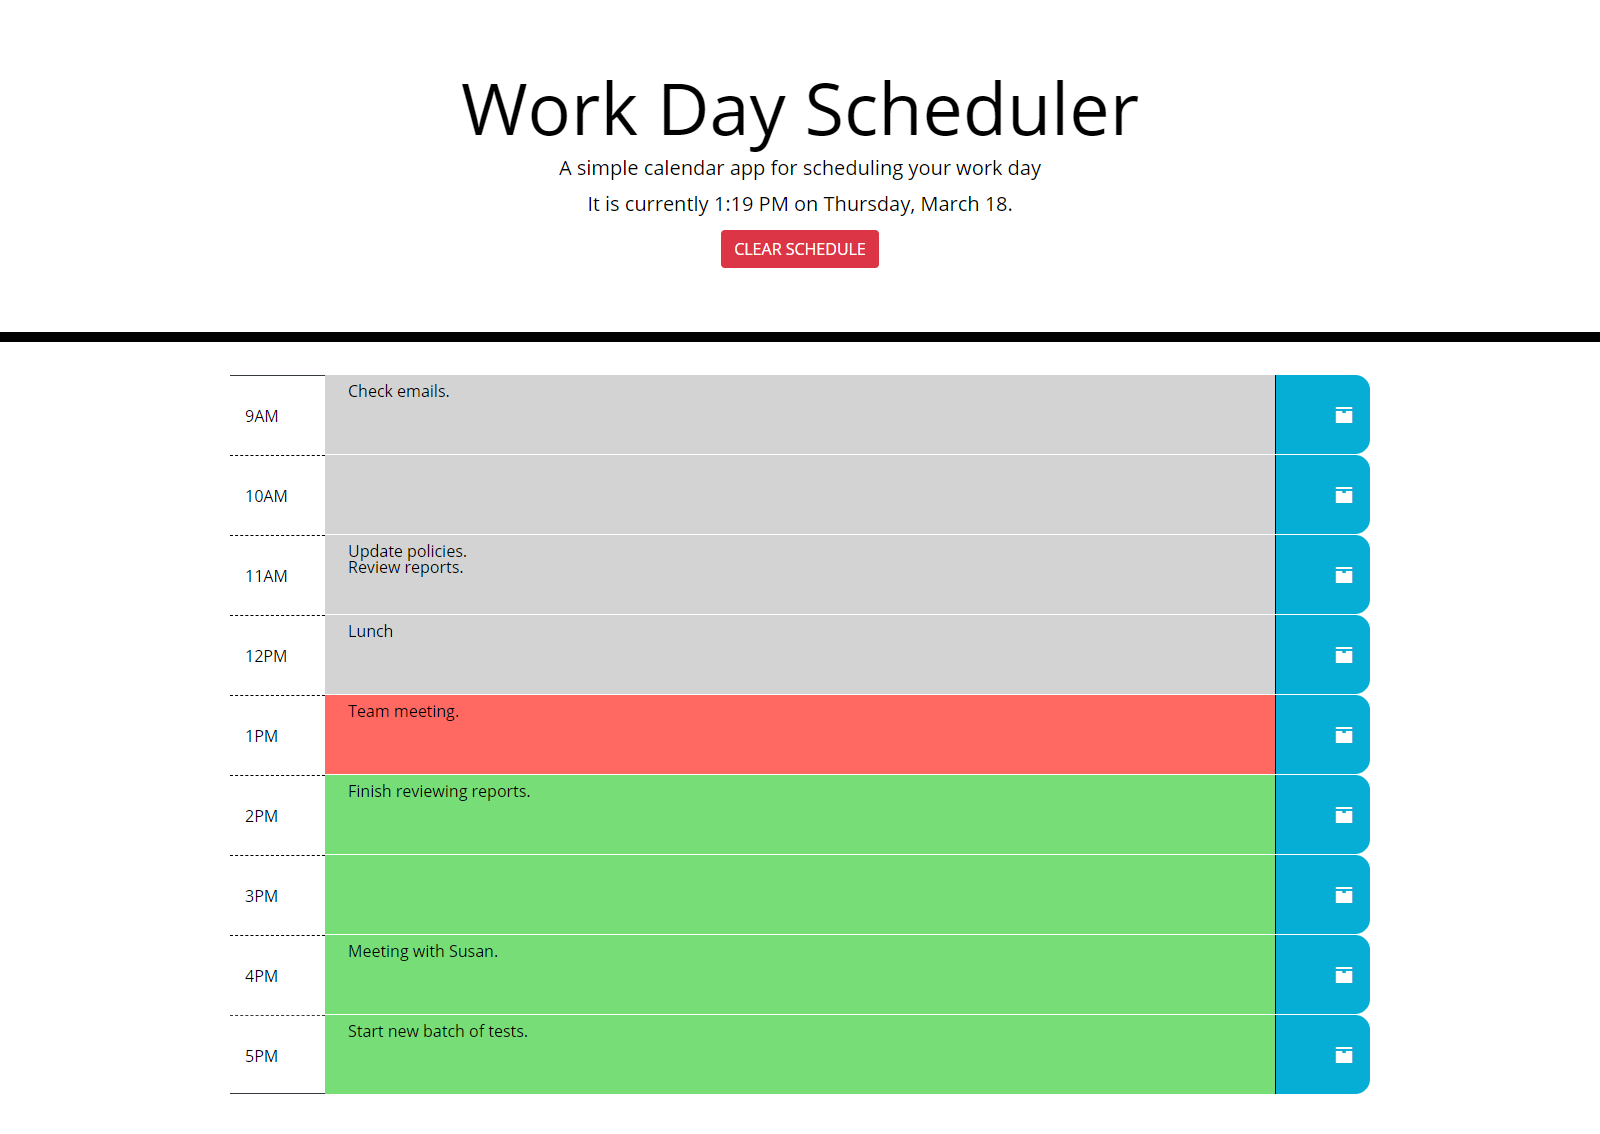 Work Day Scheduler
A simple calendar app for scheduling your work day
It is currently 1:19 PM on Thursday, March 18.
CLEAR SCHEDULE
9AM
Check emails.
10AM
11AM
Update policies.
Review reports.
12PM
Lunch
1PM
Team meeting.
2PM
Finish reviewing reports.
3PM
4PM
Meeting with Susan.
5PM
Start new batch of tests.